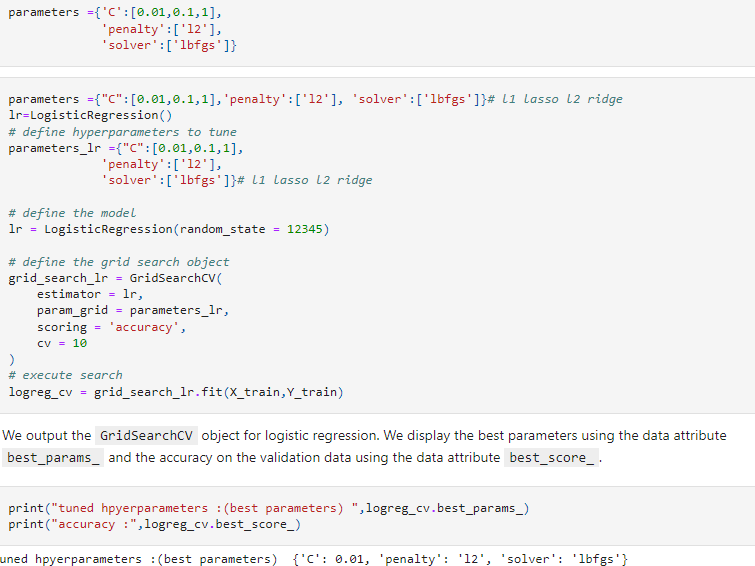 parameters ={'C':[0.01,0.1,1],
'penalty':['l2'],
'solver':['lbfgs']}
parameters ={"C":[0.01,0.1,1],'penalty':['l2'], 'solver':['lbfgs']}# l1 lasso l2 ridge
lr=LogisticRegression()
# define hyperparameters to tune
parameters_lr ={"C":[0.01,0.1,1],
'penalty':['l2'],
'solver':['lbfgs']}# l1 lasso l2 ridge
# define the model
lr = LogisticRegression(random_state = 12345)
# define the grid search object
grid_search_lr = GridSearchCV(
estimator = lr,
param_grid = parameters_lr,
scoring = 'accuracy',
cv = 10
)
# execute search
logreg_cv = grid_search_lr.fit(X_train,Y_train)
We output the GridSearchCV object for logistic regression. We display the best parameters using the data attribute
best_params_ and the accuracy on the validation data using the data attribute best_score_.
print("tuned hpyerparameters :(best parameters) ",logreg_cv.best_params_)
print("accuracy :",logreg_cv.best_score_)
uned hpyerparameters :(best parameters)  {'C': 0.01, 'penalty': 'l2', 'solver': 'lbfgs'}